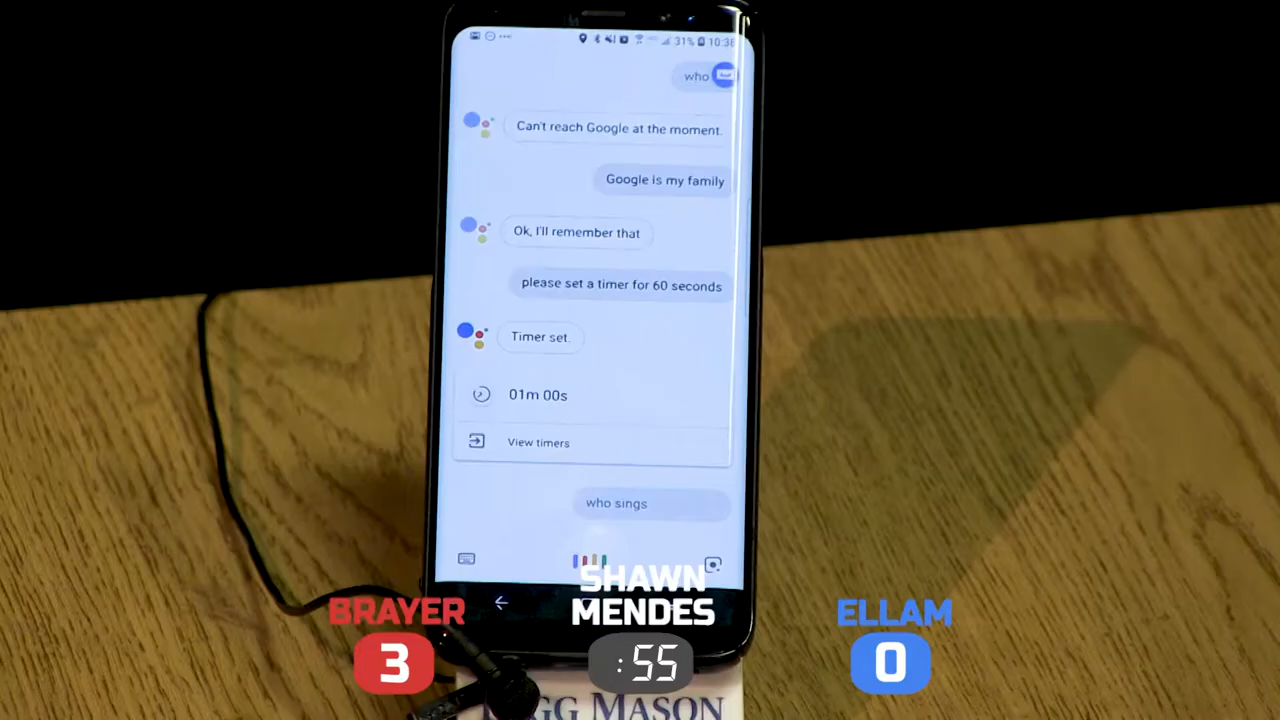 31% 10:38
who
Can't reach Google at the moment.
Google is my family
Ok, I'll remember that
please set a timer for 60 seconds
Timer set.
01m 00s
View timers
who sings
SHAWN
MENDES
BRAYER
ELLAM
3
:55
0
GG MASON